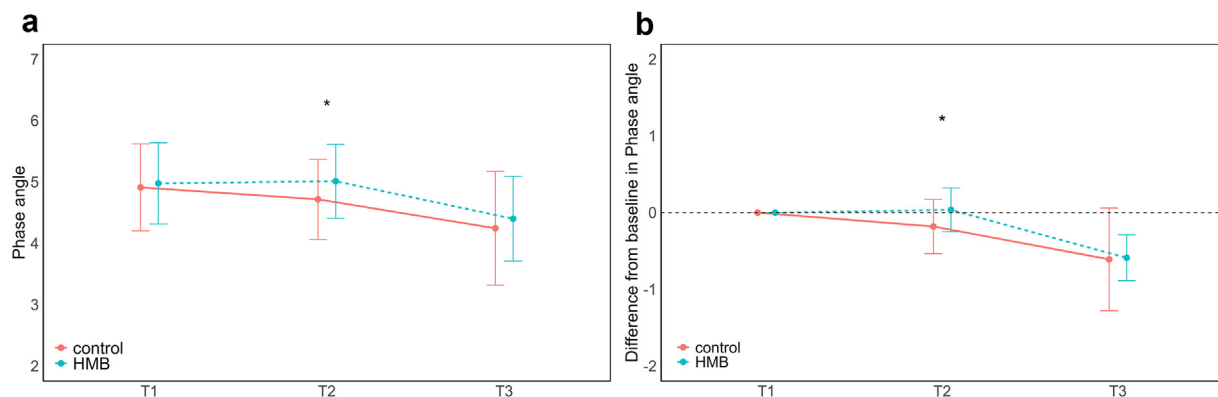 a
Phase angle
7
6
5
4
3
2
*
control
HMB
T1 T2 T3
b
Difference from baseline in Phase angle
2
1
0
-1
-2
*
control
HMB
T1 T2 T3